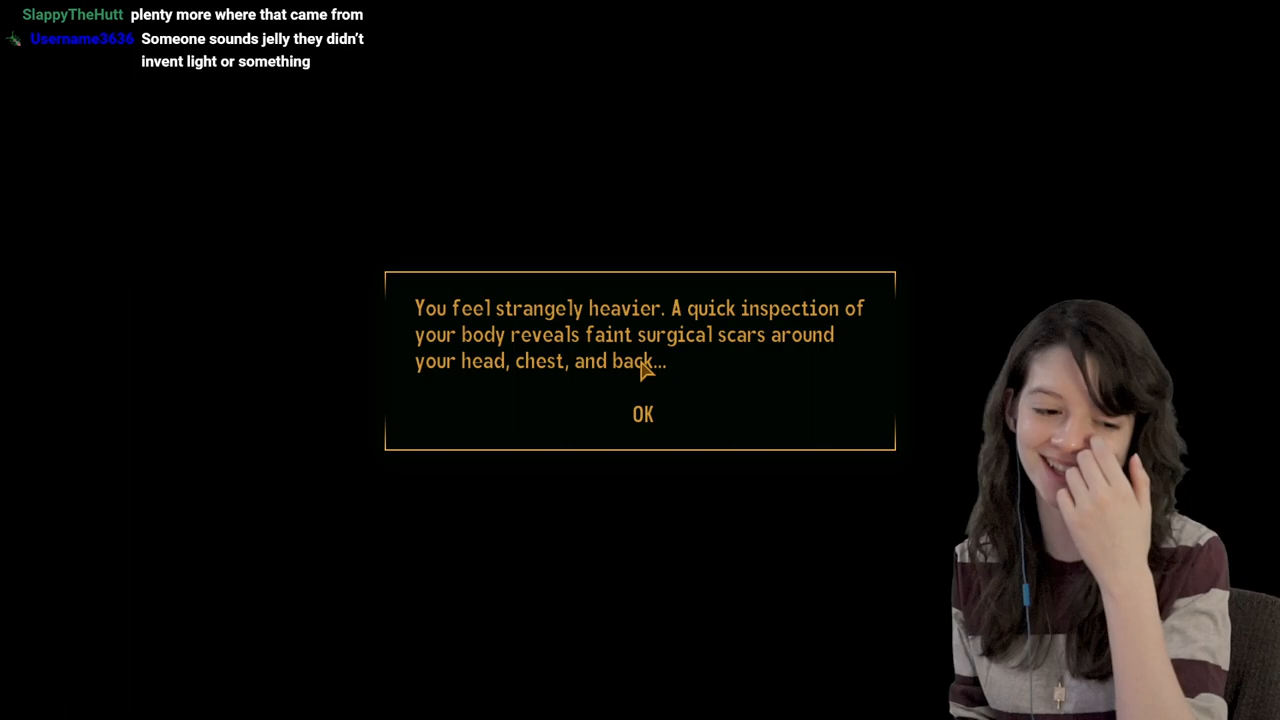 SlappyTheHutt plenty more where that came from
Username3636 Someone sounds jelly they didn't
invent light or something
You feel strangely heavier. A quick inspection of
your body reveals faint surgical scars around
your head, chest, and back...
OK